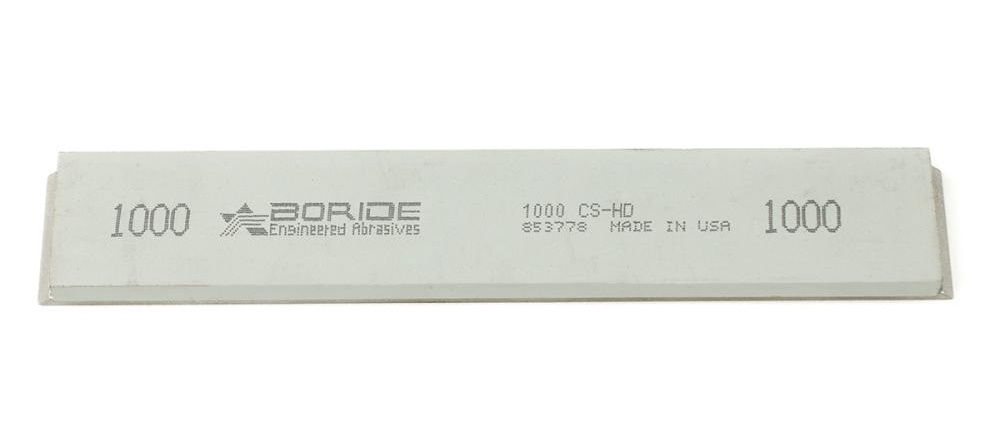 1000
BORIDE
Engineered Abrasives
1000 CS-HD
853778 MADE IN USA
1000